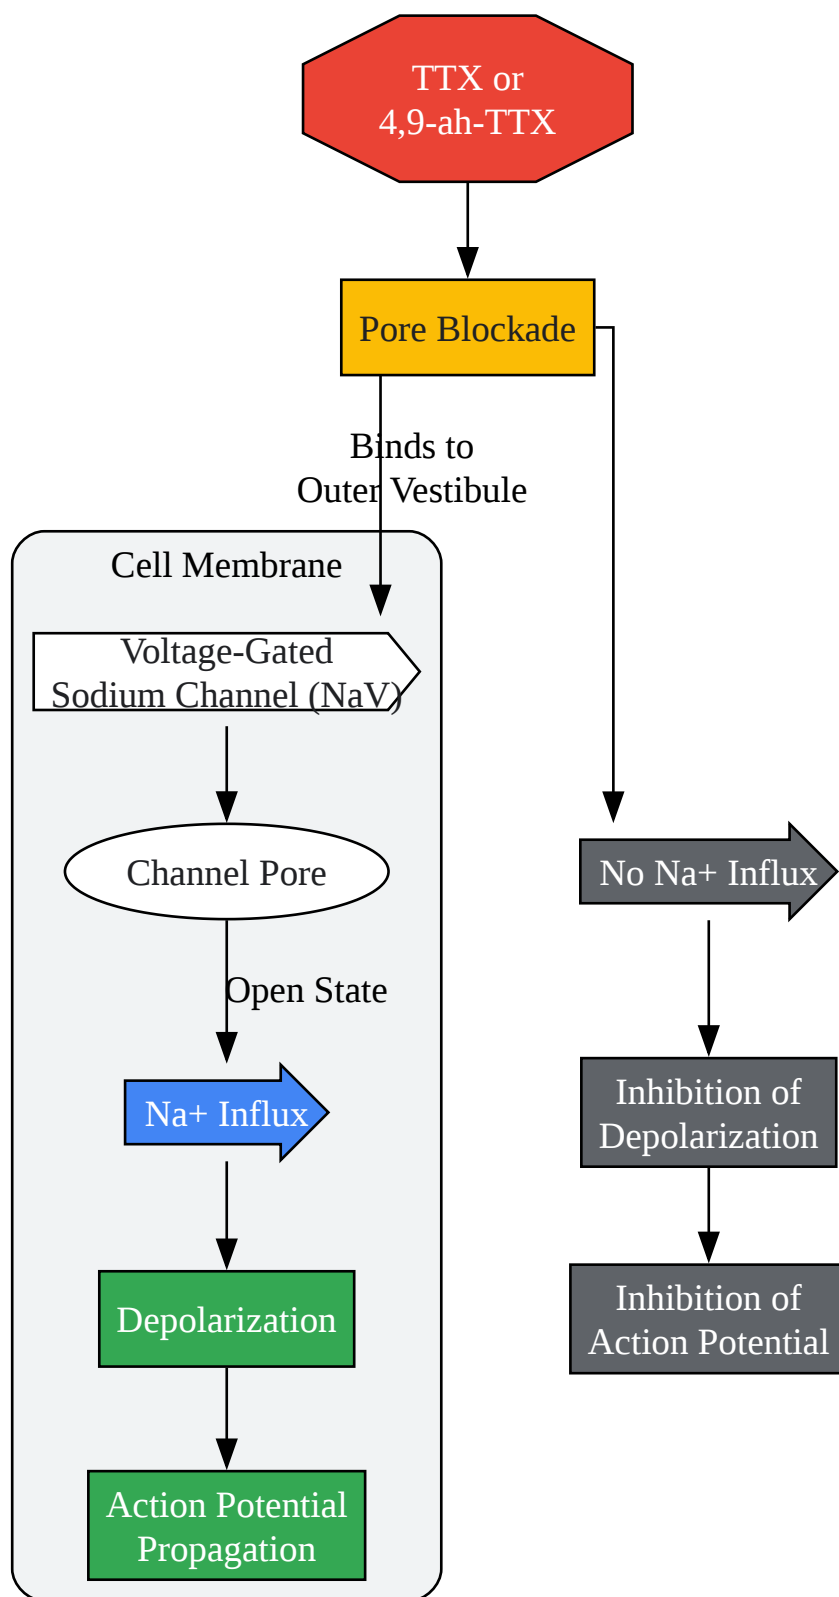 TTX or
4,9-ah-TTX
Pore Blockade
Binds to
Outer Vestibule
Cell Membrane
Voltage-Gated
Sodium Channel (NaV)
Channel Pore
No Na+ Influx
Open State
Na+ Influx
Inhibition of
Depolarization
Depolarization
Inhibition of
Action Potential
Action Potential
Propagation